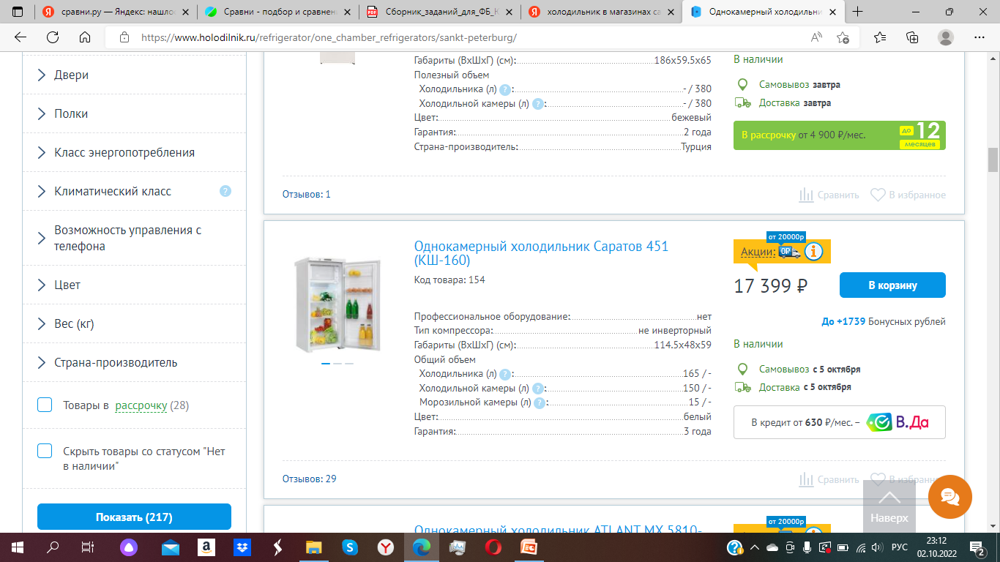 сравни.ру — Яндекс: нашлос
Сравни - подбор и сравнени
Сборник_заданий_для_ФБ_К
холодильник в магазинах са
Однокамерный холодильни
https://www.holodilnik.ru/refrigerator/one_chamber_refrigerators/sankt-peterburg/
Двери
Полки
Класс энергопотребления
Климатический класс ?
Возможность управления с
телефона
Цвет
Вес (кг)
Страна-производитель
Товары в рассрочку (28)
Скрыть товары со статусом "Нет
в наличии"
Показать (217)
Габариты (ВхШхГ) (см): 186x59.5x65
Полезный объем
Холодильника (л) ?: - / 380
Холодильной камеры (л) ?: - / 380
Цвет: бежевый
Гарантия: 2 года
Страна-производитель: Турция
В наличии
Самовывоз завтра
Доставка завтра
В рассрочку от 4 900 ₽/мес. до 12 месяцев
Отзывов: 1
Сравнить В избранное
Однокамерный холодильник Саратов 451
(КШ-160)
Код товара: 154
Профессиональное оборудование: нет
Тип компрессора: не инверторный
Габариты (ВхШхГ) (см): 114.5x48x59
Общий объем
Холодильника (л) ?: 165 / -
Холодильной камеры (л) ?: 150 / -
Морозильной камеры (л) ?: 15 / -
Цвет: белый
Гарантия: 3 года
от 20000р
Акции: 0₽ i
17 399 ₽
В корзину
До +1739 Бонусных рублей
В наличии
Самовывоз с 5 октября
Доставка с 5 октября
В кредит от 630 ₽/мес. – В.Да
Отзывов: 29
Сравнить В избранное
Наверх
Однокамерный холодильник ATLANT МХ 5810-
от 20000р
РУС
23:12
02.10.2022
2